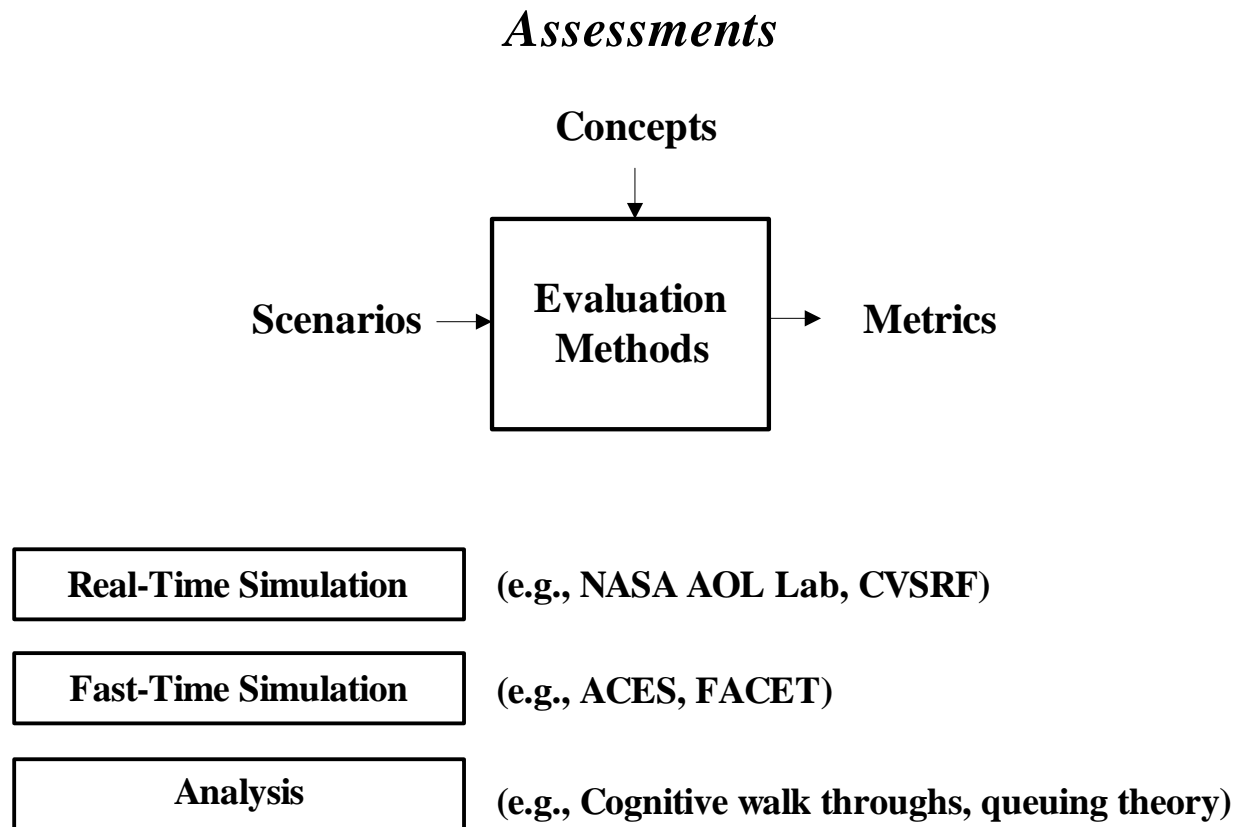 Assessments
Concepts
Scenarios
Evaluation
Methods
Metrics
Real-Time Simulation
(e.g., NASA AOL Lab, CVSRF)
Fast-Time Simulation
(e.g., ACES, FACET)
Analysis
(e.g., Cognitive walk throughs, queuing theory)